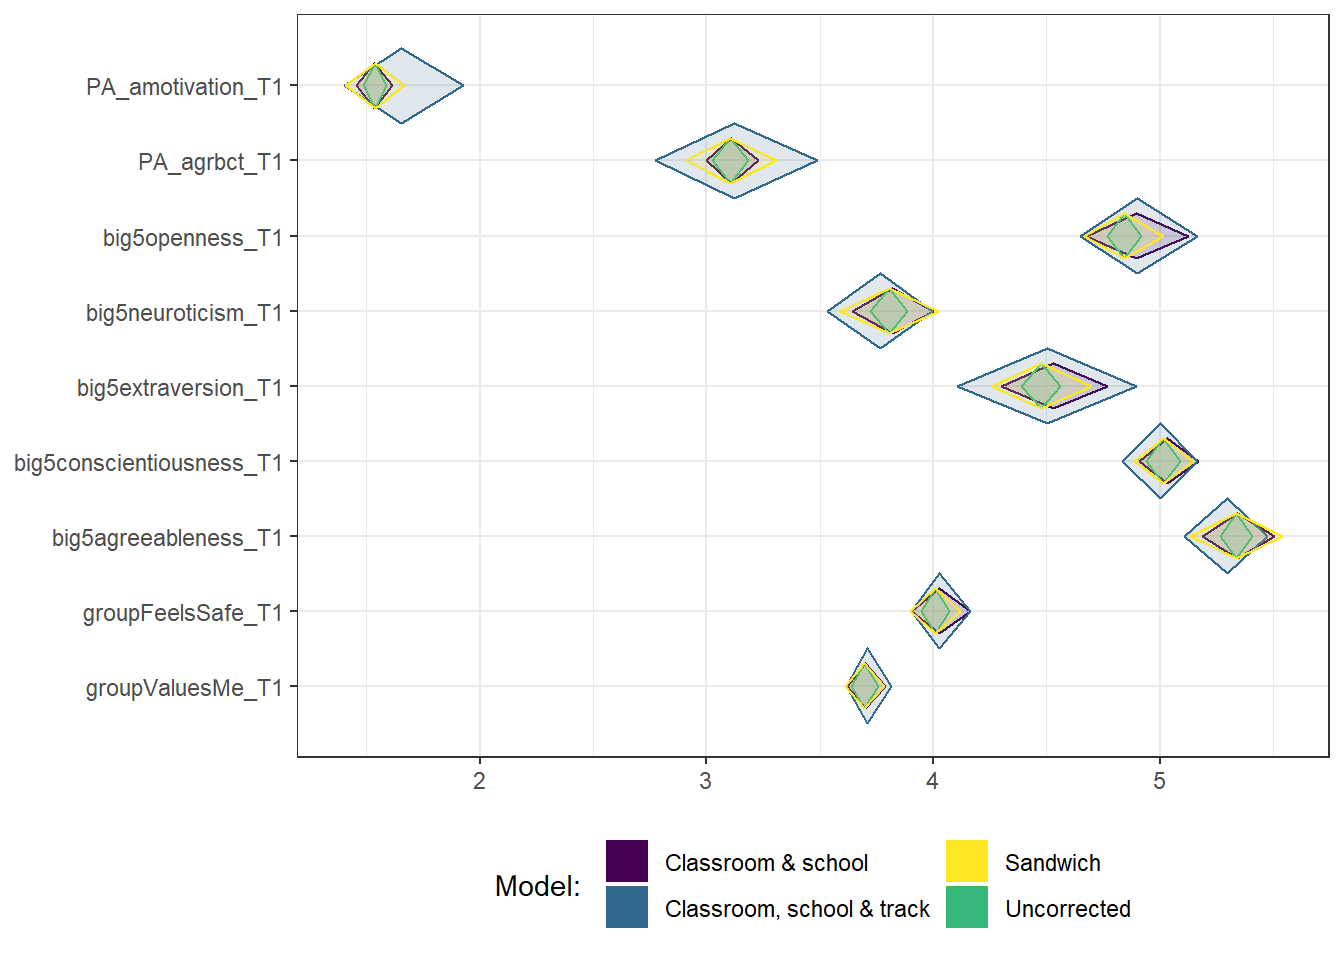 PA_amotivation_T1
PA_agrbct_T1
big5openness_T1
big5neuroticism_T1
big5extraversion_T1
big5conscientiousness_T1
big5agreeableness_T1
groupFeelsSafe_T1
groupValuesMe_T1
2 3 4 5
Model:
Classroom & school
Sandwich
Classroom, school & track
Uncorrected